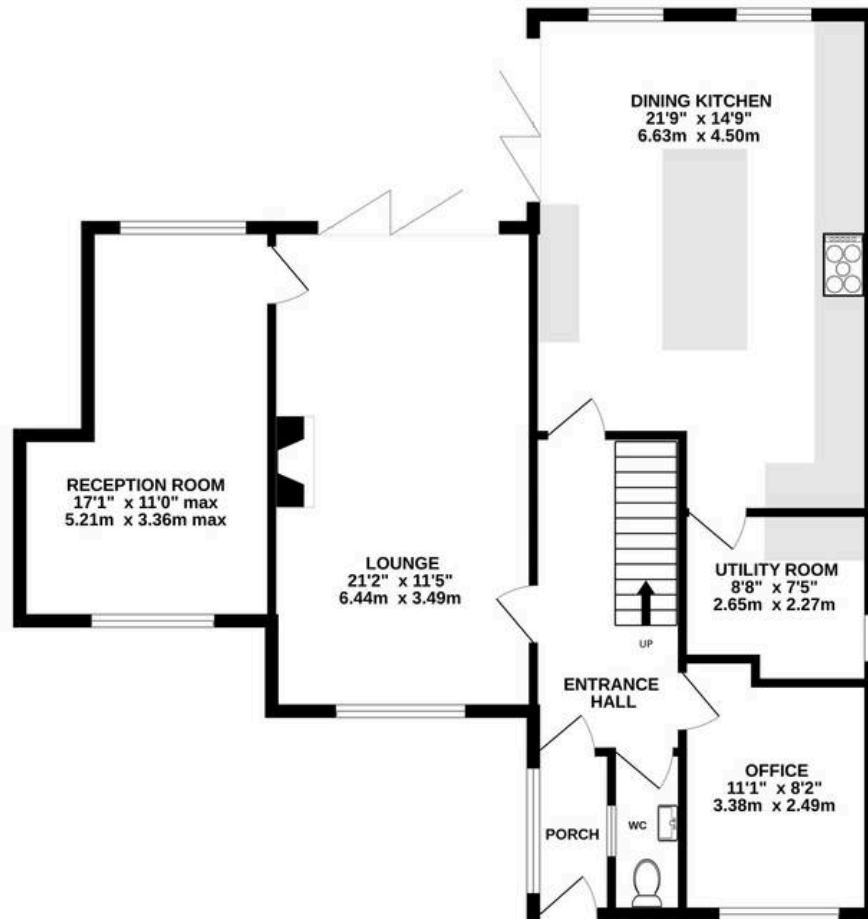 DINING KITCHEN
21'9" x 14'9"
6.63m x 4.50m
RECEPTION ROOM
17'1" x 11'0" max
5.21m x 3.36m max
LOUNGE
21'2" x 11'5"
6.44m x 3.49m
UTILITY ROOM
8'8" x 7'5"
2.65m x 2.27m
UP
ENTRANCE
HALL
OFFICE
11'1" x 8'2"
3.38m x 2.49m
PORCH
WC